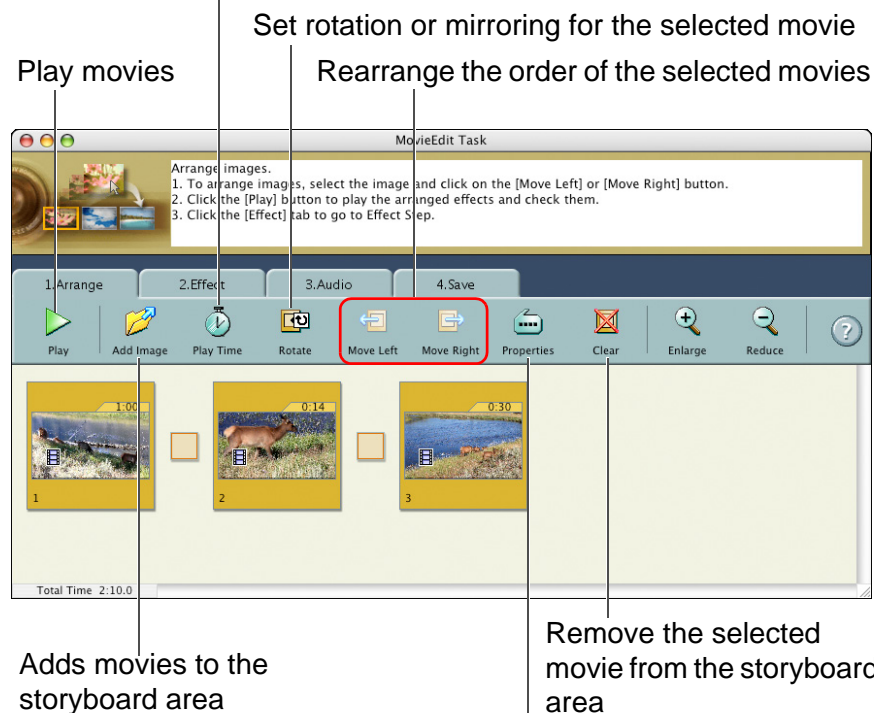 Set rotation or mirroring for the selected movie
Play movies
Rearrange the order of the selected movies
MovieEdit Task
Arrange images.
1. To arrange images, select the image and click on the [Move Left] or [Move Right] button.
2. Click the [Play] button to play the arranged effects and check them.
3. Click the [Effect] tab to go to Effect Step.
1.Arrange
2.Effect
3.Audio
4.Save
Play
Add Image
Play Time
Rotate
Move Left
Move Right
Properties
Clear
Enlarge
Reduce
?
1:00
0:14
0:30
1
2
3
Total Time 2:10.0
Adds movies to the
storyboard area
Remove the selected
movie from the storyboard
area